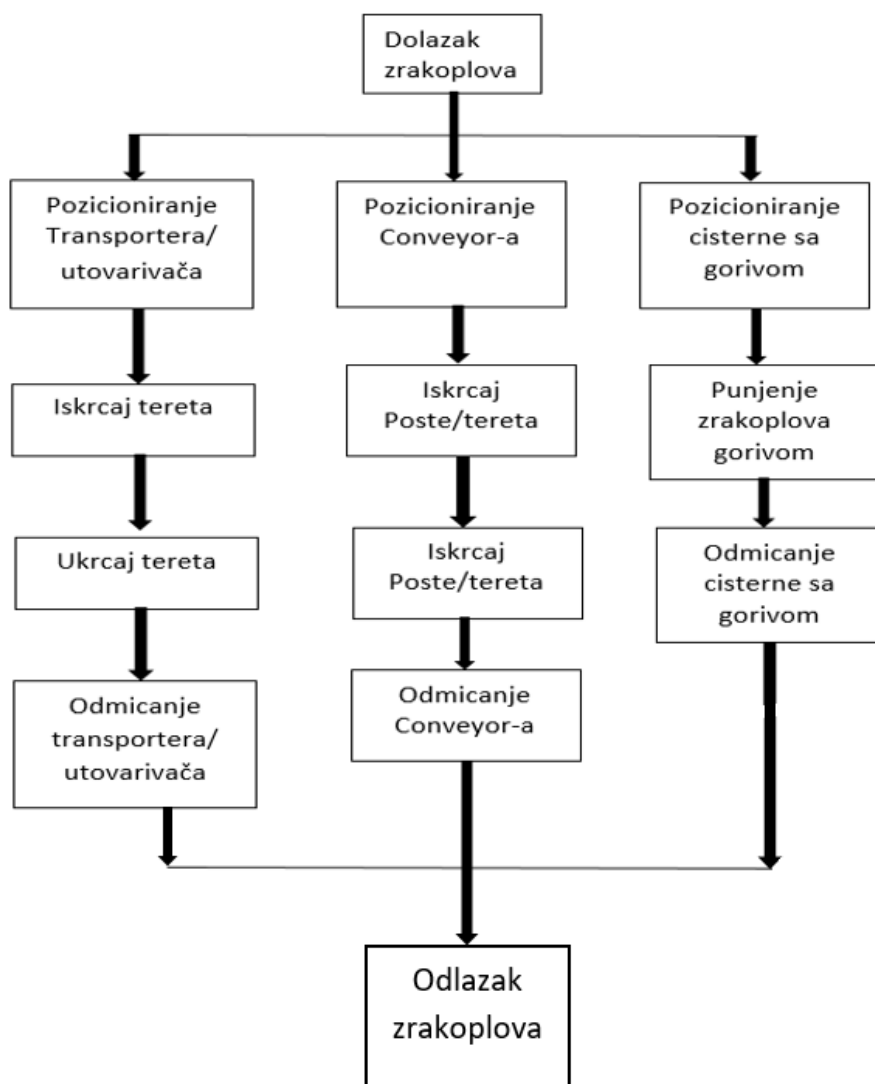 Dolazak
zrakoplova
Pozicioniranje
Transportera/
utovarivača
Pozicioniranje
Conveyor-a
Pozicioniranje
cisterne sa
gorivom
Iskrcaj tereta
Iskrcaj
Poste/tereta
Punjenje
zrakoplova
gorivom
Ukrcaj tereta
Iskrcaj
Poste/tereta
Odmicanje
cisterne sa
gorivom
Odmicanje
transportera/
utovarivača
Odmicanje
Conveyor-a
Odlazak
zrakoplova